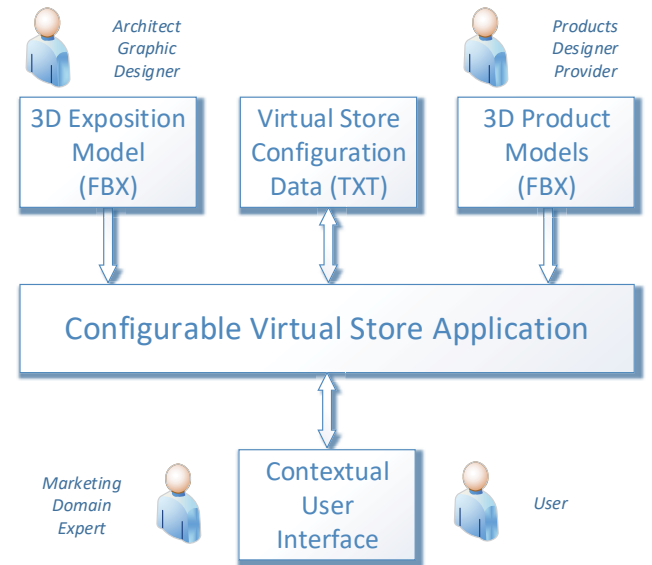 Architect
Graphic
Designer
Products
Designer
Provider
3D Exposition
Model
(FBX)
Virtual Store
Configuration
Data (TXT)
3D Product
Models
(FBX)
Configurable Virtual Store Application
Marketing
Domain
Expert
Contextual
User
Interface
User